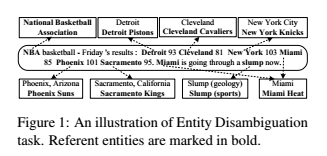 National Basketball Association
Detroit
Detroit Pistons
Cleveland
Cleveland Cavaliers
New York City
New York Knicks
NBA basketball - Friday 's results : Detroit 93 Cleveland 81 New York 103 Miami
85 Phoenix 101 Sacramento 95. Miami is going through a slump now.
Phoenix, Arizona
Phoenix Suns
Sacramento, California
Sacramento Kings
Slump (geology)
Slump (sports)
Miami
Miami Heat
Figure 1: An illustration of Entity Disambiguation
task. Referent entities are marked in bold.